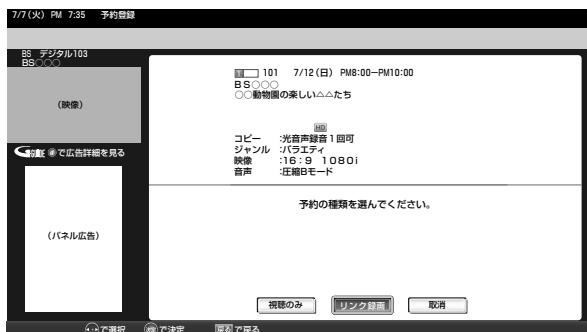 7/7(火) PM 7:35 予約登録
BS デジタル103
BS○○○
(映像)
で広告詳細を見る
(パネル広告)
101 7/12(日) PM8:00−PM10:00
BS○○○
○○動物園の楽しい△△たち
HD
コピー :光音声録音1回可
ジャンル :バラエティ
映像 :16:9 1080i
音声 :圧縮Bモード
予約の種類を選んでください。
視聴のみ リンク録画 取消
で選択 で決定 戻るで戻る